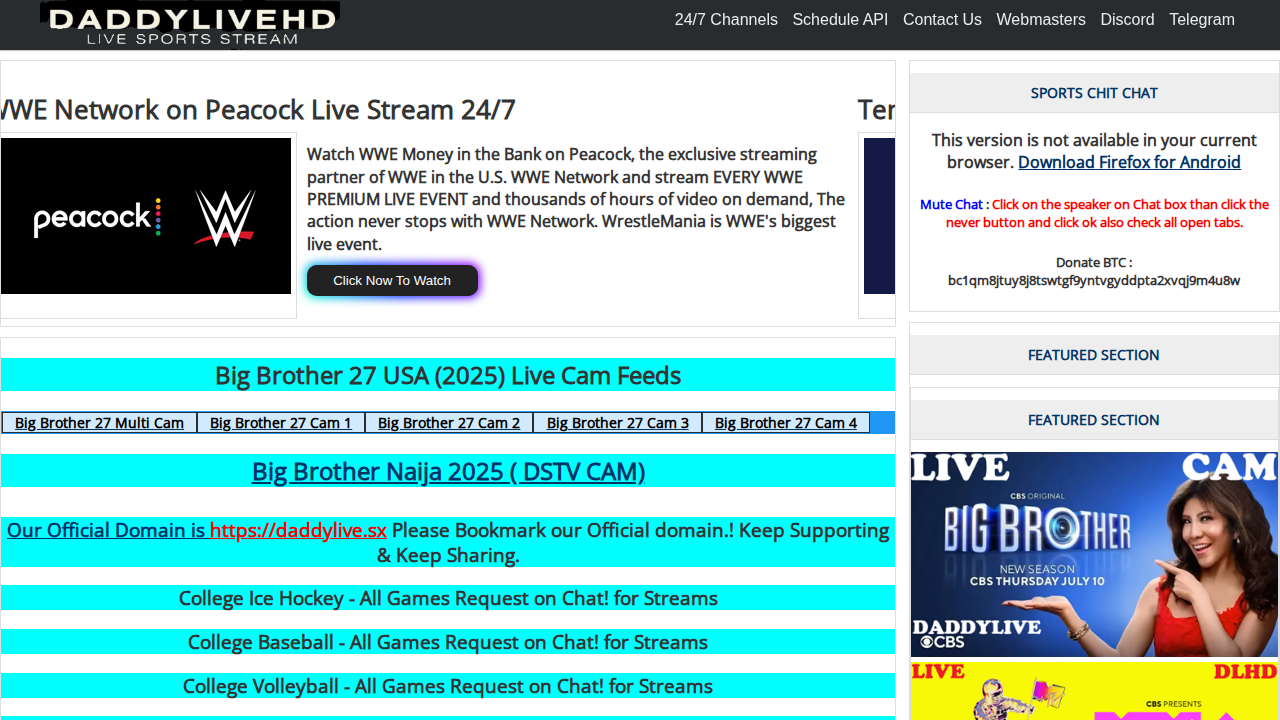 DADDYLIVEHD
LIVE SPORTS STREAM
24/7 Channels
Schedule API
Contact Us
Webmasters
Discord
Telegram
WWE Network on Peacock Live Stream 24/7
peacock
Watch WWE Money in the Bank on Peacock, the exclusive streaming
partner of WWE in the U.S. WWE Network and stream EVERY WWE
PREMIUM LIVE EVENT and thousands of hours of video on demand, The
action never stops with WWE Network. WrestleMania is WWE's biggest
live event.
Click Now To Watch
Big Brother 27 USA (2025) Live Cam Feeds
Big Brother 27 Multi Cam
Big Brother 27 Cam 1
Big Brother 27 Cam 2
Big Brother 27 Cam 3
Big Brother 27 Cam 4
Big Brother Naija 2025 ( DSTV CAM)
Our Official Domain is https://daddylive.sx Please Bookmark our Official domain.! Keep Supporting
& Keep Sharing.
College Ice Hockey - All Games Request on Chat! for Streams
College Baseball - All Games Request on Chat! for Streams
College Volleyball - All Games Request on Chat! for Streams
SPORTS CHIT CHAT
This version is not available in your current
browser. Download Firefox for Android
Mute Chat : Click on the speaker on Chat box than click the
never button and click ok also check all open tabs.
Donate BTC :
bc1qm8jtuy8j8tswtgf9yntvgyddpta2xvqj9m4u8w
FEATURED SECTION
FEATURED SECTION
LIVE CAM
CBS ORIGINAL
BIG BROTHER
NEW SEASON
CBS THURSDAY JULY 10
DADDYLIVE
CBS
LIVE DLHD
CBS PRESENTS